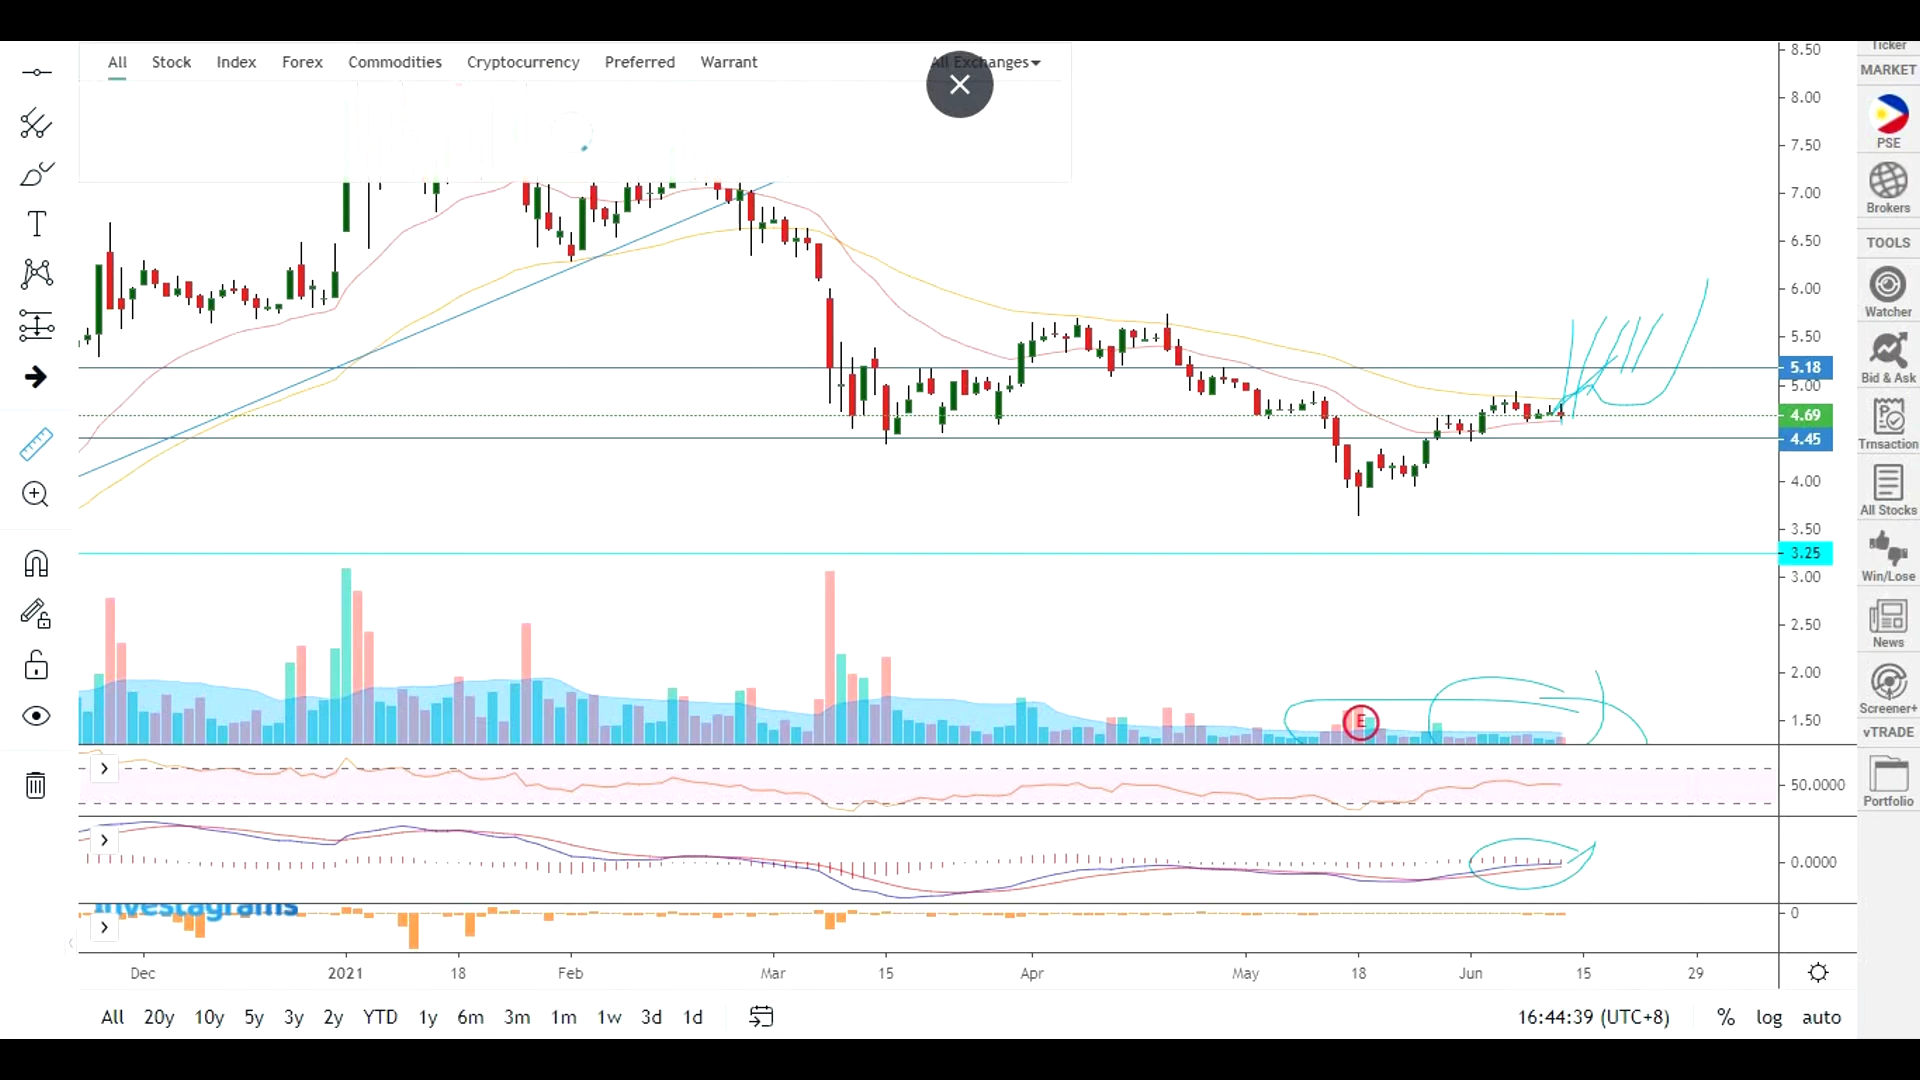 All Stock Index Forex Commodities Cryptocurrency Preferred Warrant All Exchanges
Ticker
MARKET
PSE
Brokers
TOOLS
Watcher
Bid & Ask
Trnsaction
All Stocks
Win/Lose
News
Screener+
vTRADE
Portfolio
8.50
8.00
7.50
7.00
6.50
6.00
5.50
5.18
5.00
4.69
4.45
4.00
3.50
3.25
3.00
2.50
2.00
1.50
E
50.0000
0.0000
Investagrams
0
Dec 2021 18 Feb Mar 15 Apr May 18 Jun 15 29
All 20y 10y 5y 3y 2y YTD 1y 6m 3m 1m 1w 3d 1d 16:44:39 (UTC+8) % log auto